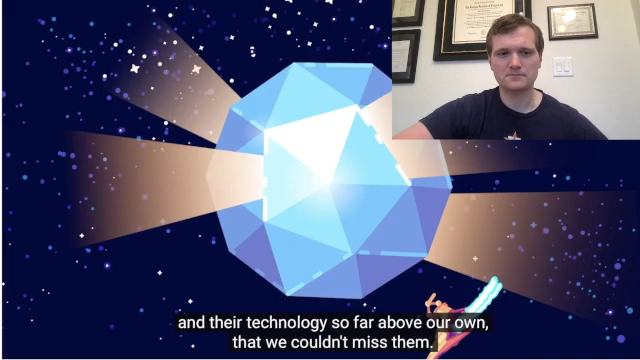 and their technology so far above our own,
that we couldn't miss them.